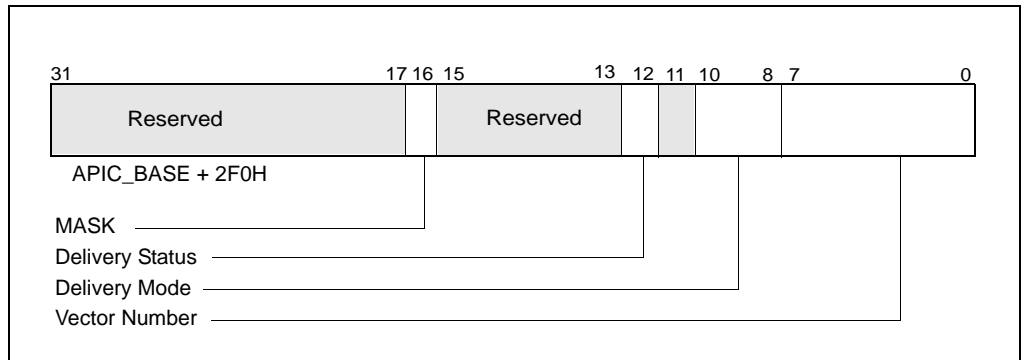 31 17 16 15 13 12 11 10 8 7 0
Reserved Reserved
APIC_BASE + 2F0H
MASK
Delivery Status
Delivery Mode
Vector Number